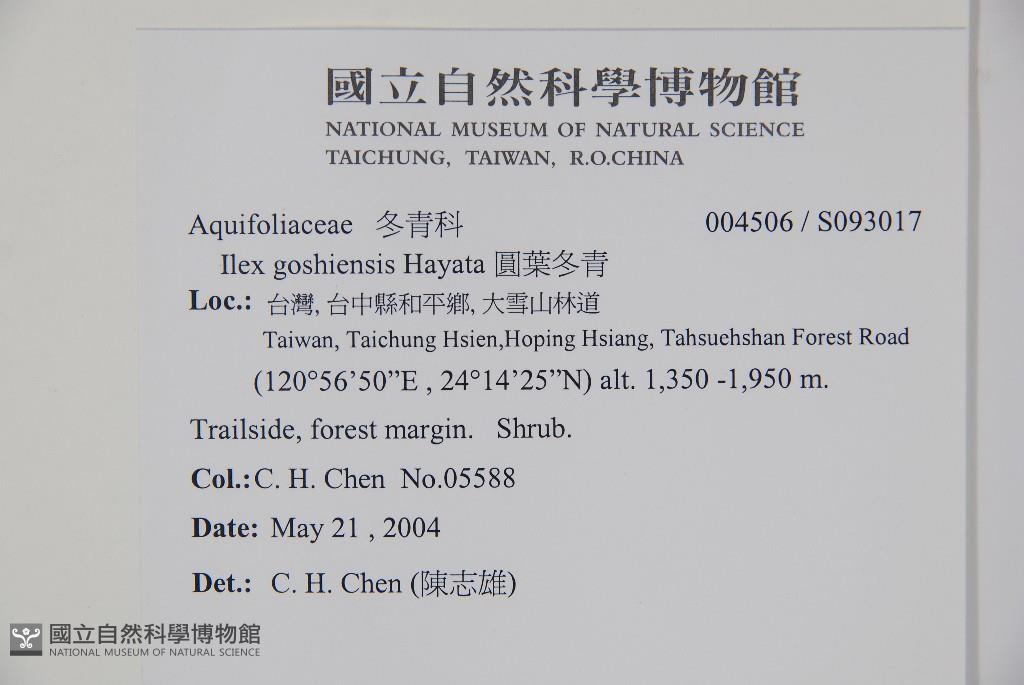 國立自然科學博物館
NATIONAL MUSEUM OF NATURAL SCIENCE
TAICHUNG, TAIWAN, R.O.CHINA
Aquifoliaceae 冬青科 004506 / S093017
Ilex goshiensis Hayata 圓葉冬青
Loc.: 台灣, 台中縣和平鄉, 大雪山林道
Taiwan, Taichung Hsien,Hoping Hsiang, Tahsuehshan Forest Road
(120°56’50”E , 24°14’25”N) alt. 1,350 -1,950 m.
Trailside, forest margin. Shrub.
Col.:C. H. Chen No.05588
Date: May 21 , 2004
Det.: C. H. Chen (陳志雄)
國立自然科學博物館
NATIONAL MUSEUM OF NATURAL SCIENCE